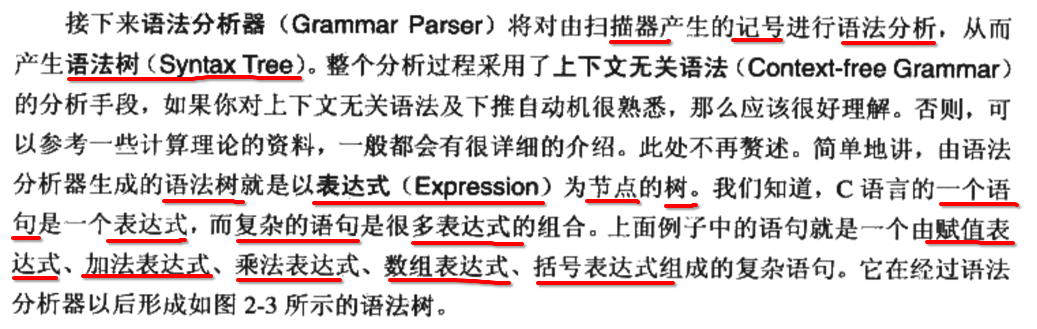 接下来语法分析器（Grammar Parser）将对由扫描器产生的记号进行语法分析，从而
产生语法树（Syntax Tree）。整个分析过程采用了上下文无关语法（Context-free Grammar）
的分析手段，如果你对上下文无关语法及下推自动机很熟悉，那么应该很好理解。否则，可
以参考一些计算理论的资料，一般都会有很详细的介绍。此处不再赘述。简单地讲，由语法
分析器生成的语法树就是以表达式（Expression）为节点的树。我们知道，C 语言的一个语
句是一个表达式，而复杂的语句是很多表达式的组合。上面例子中的语句就是一个由赋值表
达式、加法表达式、乘法表达式、数组表达式、括号表达式组成的复杂语句。它在经过语法
分析器以后形成如图 2-3 所示的语法树。